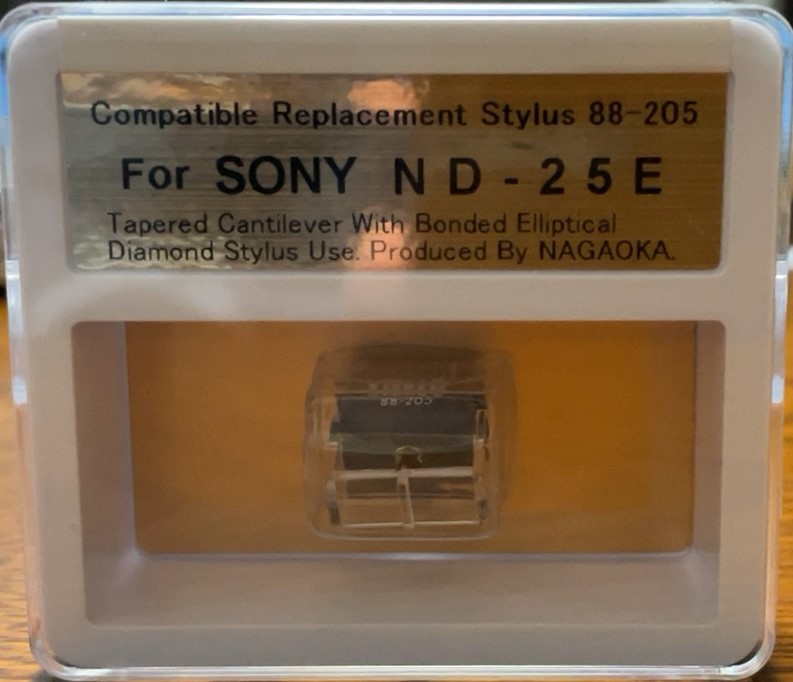 Compatible Replacement Stylus 88-205
For SONY ND-25E
Tapered Cantilever With Bonded Elliptical
Diamond Stylus Use. Produced By NAGAOKA.
88-205